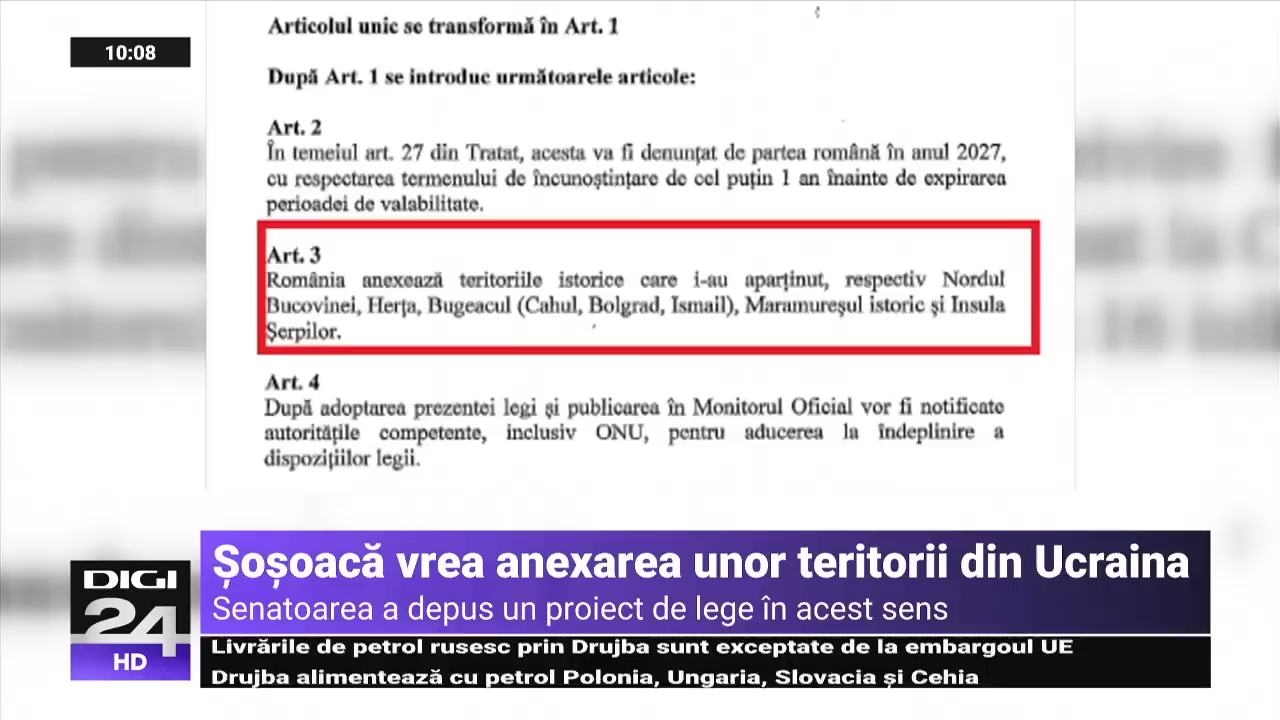 Articolul unic se transformă în Art. 1
10:08
După Art. 1 se introduc următoarele articole:
Art. 2
În temeiul art. 27 din Tratat, acesta va fi denunțat de partea română în anul 2027,
cu respectarea termenului de încunoștințare de cel puțin 1 an înainte de expirarea
perioadei de valabilitate.
Art. 3
România anexează teritoriile istorice care i-au aparținut, respectiv Nordul
Bucovinei, Herța, Bugeacul (Cahul, Bolgrad, Ismail), Maramureșul istoric și Insula
Șerpilor.
Art. 4
După adoptarea prezentei legi și publicarea în Monitorul Oficial vor fi notificate
autoritățile competente, inclusiv ONU, pentru aducerea la îndeplinire a
dispozițiilor legii.
Șoșoacă vrea anexarea unor teritorii din Ucraina
Senatoarea a depus un proiect de lege în acest sens
DIGI
24
HD
Livrările de petrol rusesc prin Drujba sunt exceptate de la embargoul UE
Drujba alimentează cu petrol Polonia, Ungaria, Slovacia și Cehia